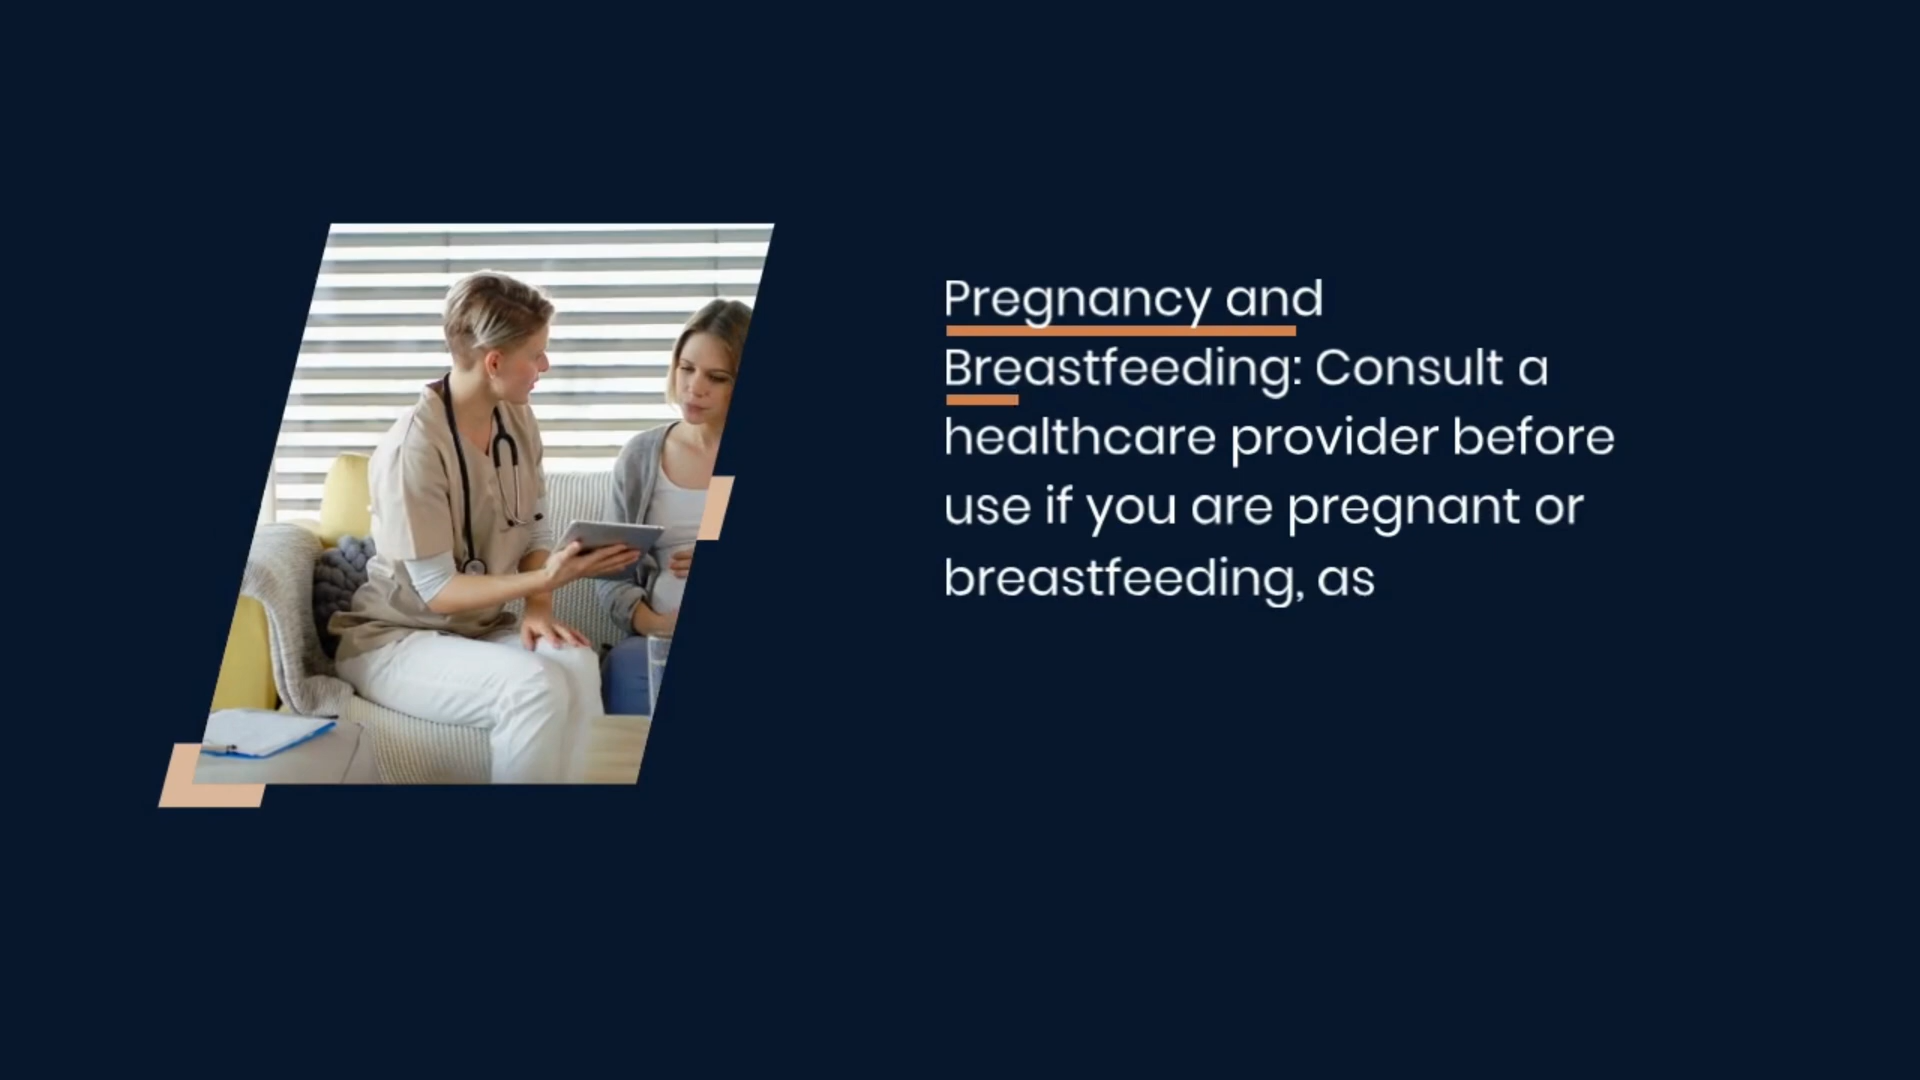 Pregnancy and
Breastfeeding: Consult a
healthcare provider before
use if you are pregnant or
breastfeeding, as